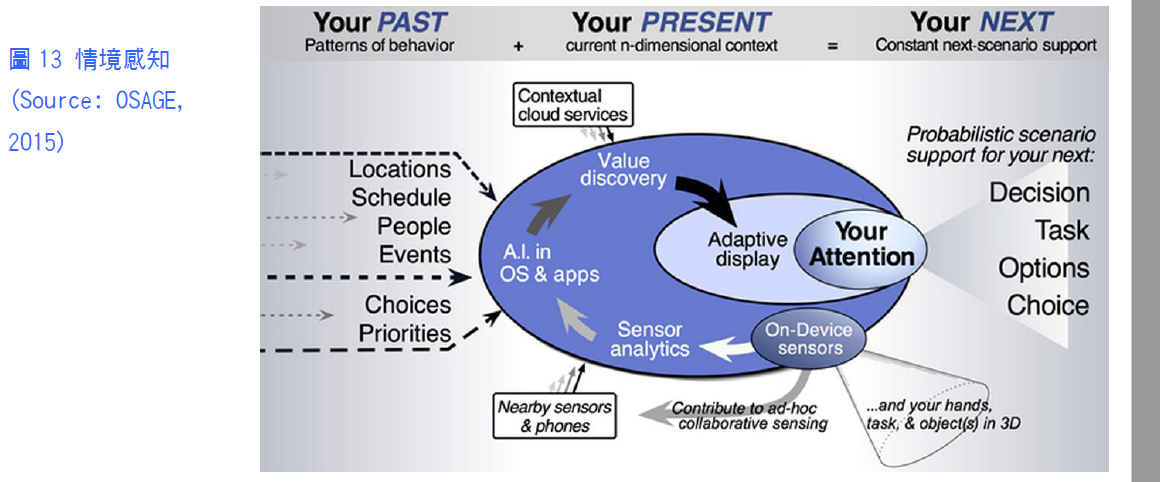 圖 13 情境感知
(Source: OSAGE,
2015)
Your PAST
Patterns of behavior
+
Your PRESENT
current n-dimensional context
=
Your NEXT
Constant next-scenario support
Contextual
cloud services
Locations
Schedule
People
Events
Choices
Priorities
Value
discovery
A.I. in
OS & apps
Sensor
analytics
Adaptive
display
Your
Attention
On-Device
sensors
Nearby sensors
& phones
Contribute to ad-hoc
collaborative sensing
...and your hands,
task, & object(s) in 3D
Probabilistic scenario
support for your next:
Decision
Task
Options
Choice